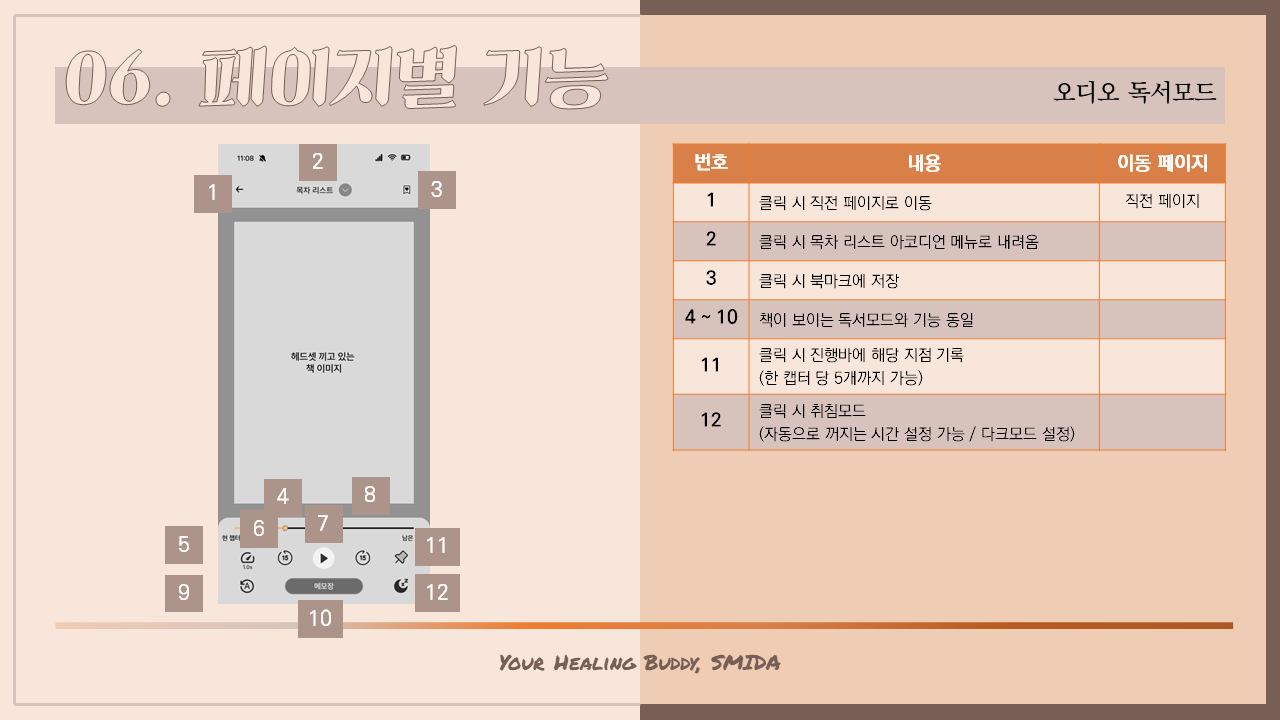 06. 페이지별 기능
오디오 독서모드
11:08
2
1
목차 리스트
3
헤드셋 끼고 있는
책 이미지
4
8
6
7
현 챕터
남은
5
11
1.0x
15
15
9
A
메모장
12
10
번호 내용 이동 페이지
1 클릭 시 직전 페이지로 이동 직전 페이지
2 클릭 시 목차 리스트 아코디언 메뉴로 내려옴
3 클릭 시 북마크에 저장
4 ~ 10 책이 보이는 독서모드와 기능 동일
11 클릭 시 진행바에 해당 지점 기록
(한 캡터 당 5개까지 가능)
12 클릭 시 취침모드
(자동으로 꺼지는 시간 설정 가능 / 다크모드 설정)
Your Healing Buddy, SMIDA